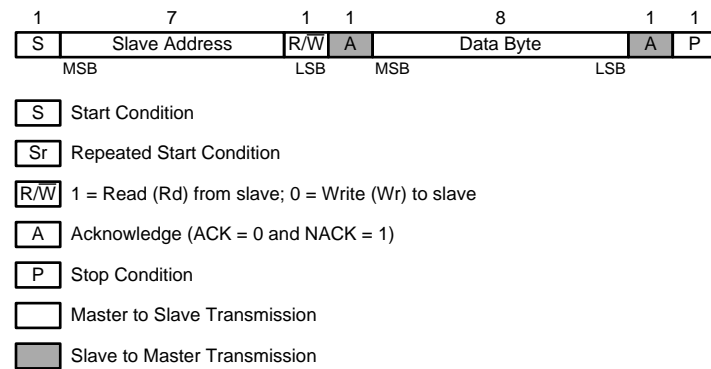 1 7 1 1 8 1 1
S Slave Address R/W̅ A Data Byte A P
MSB LSB MSB LSB
S Start Condition
Sr Repeated Start Condition
R/W̅ 1 = Read (Rd) from slave; 0 = Write (Wr) to slave
A Acknowledge (ACK = 0 and NACK = 1)
P Stop Condition
Master to Slave Transmission
Slave to Master Transmission